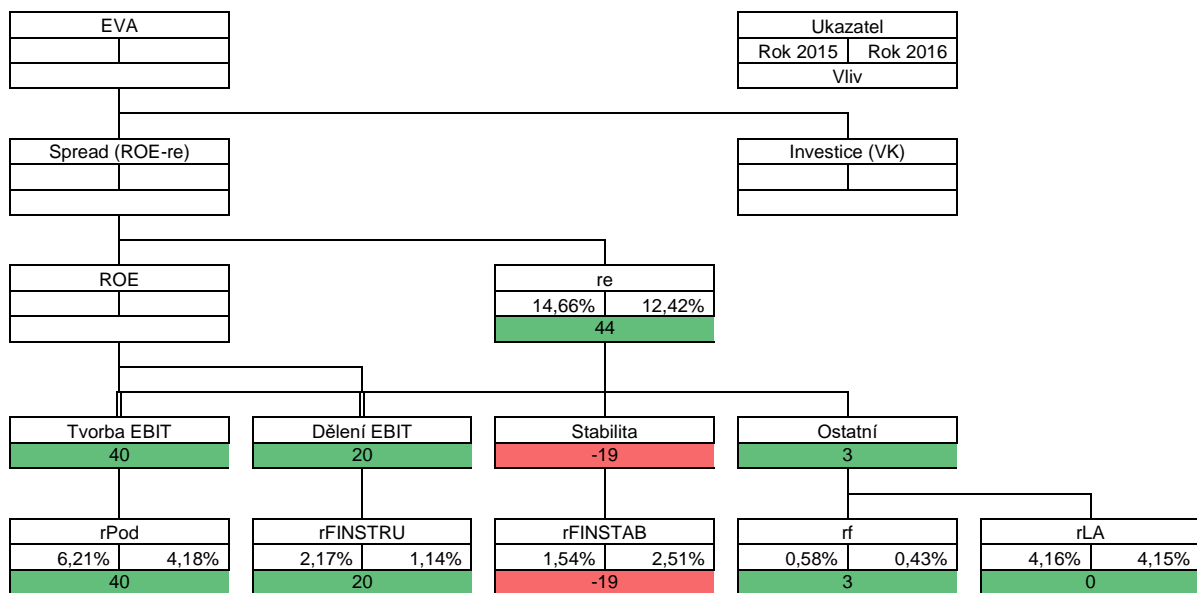 EVA
Ukazatel
Rok 2015 Rok 2016
Vliv
Spread (ROE-re)
Investice (VK)
ROE
re
14,66% 12,42%
44
Tvorba EBIT
Dělení EBIT
Stabilita
Ostatní
40
20
-19
3
rPod
rFINSTRU
rFINSTAB
rf
rLA
6,21% 4,18%
2,17% 1,14%
1,54% 2,51%
0,58% 0,43%
4,16% 4,15%
40
20
-19
3
0